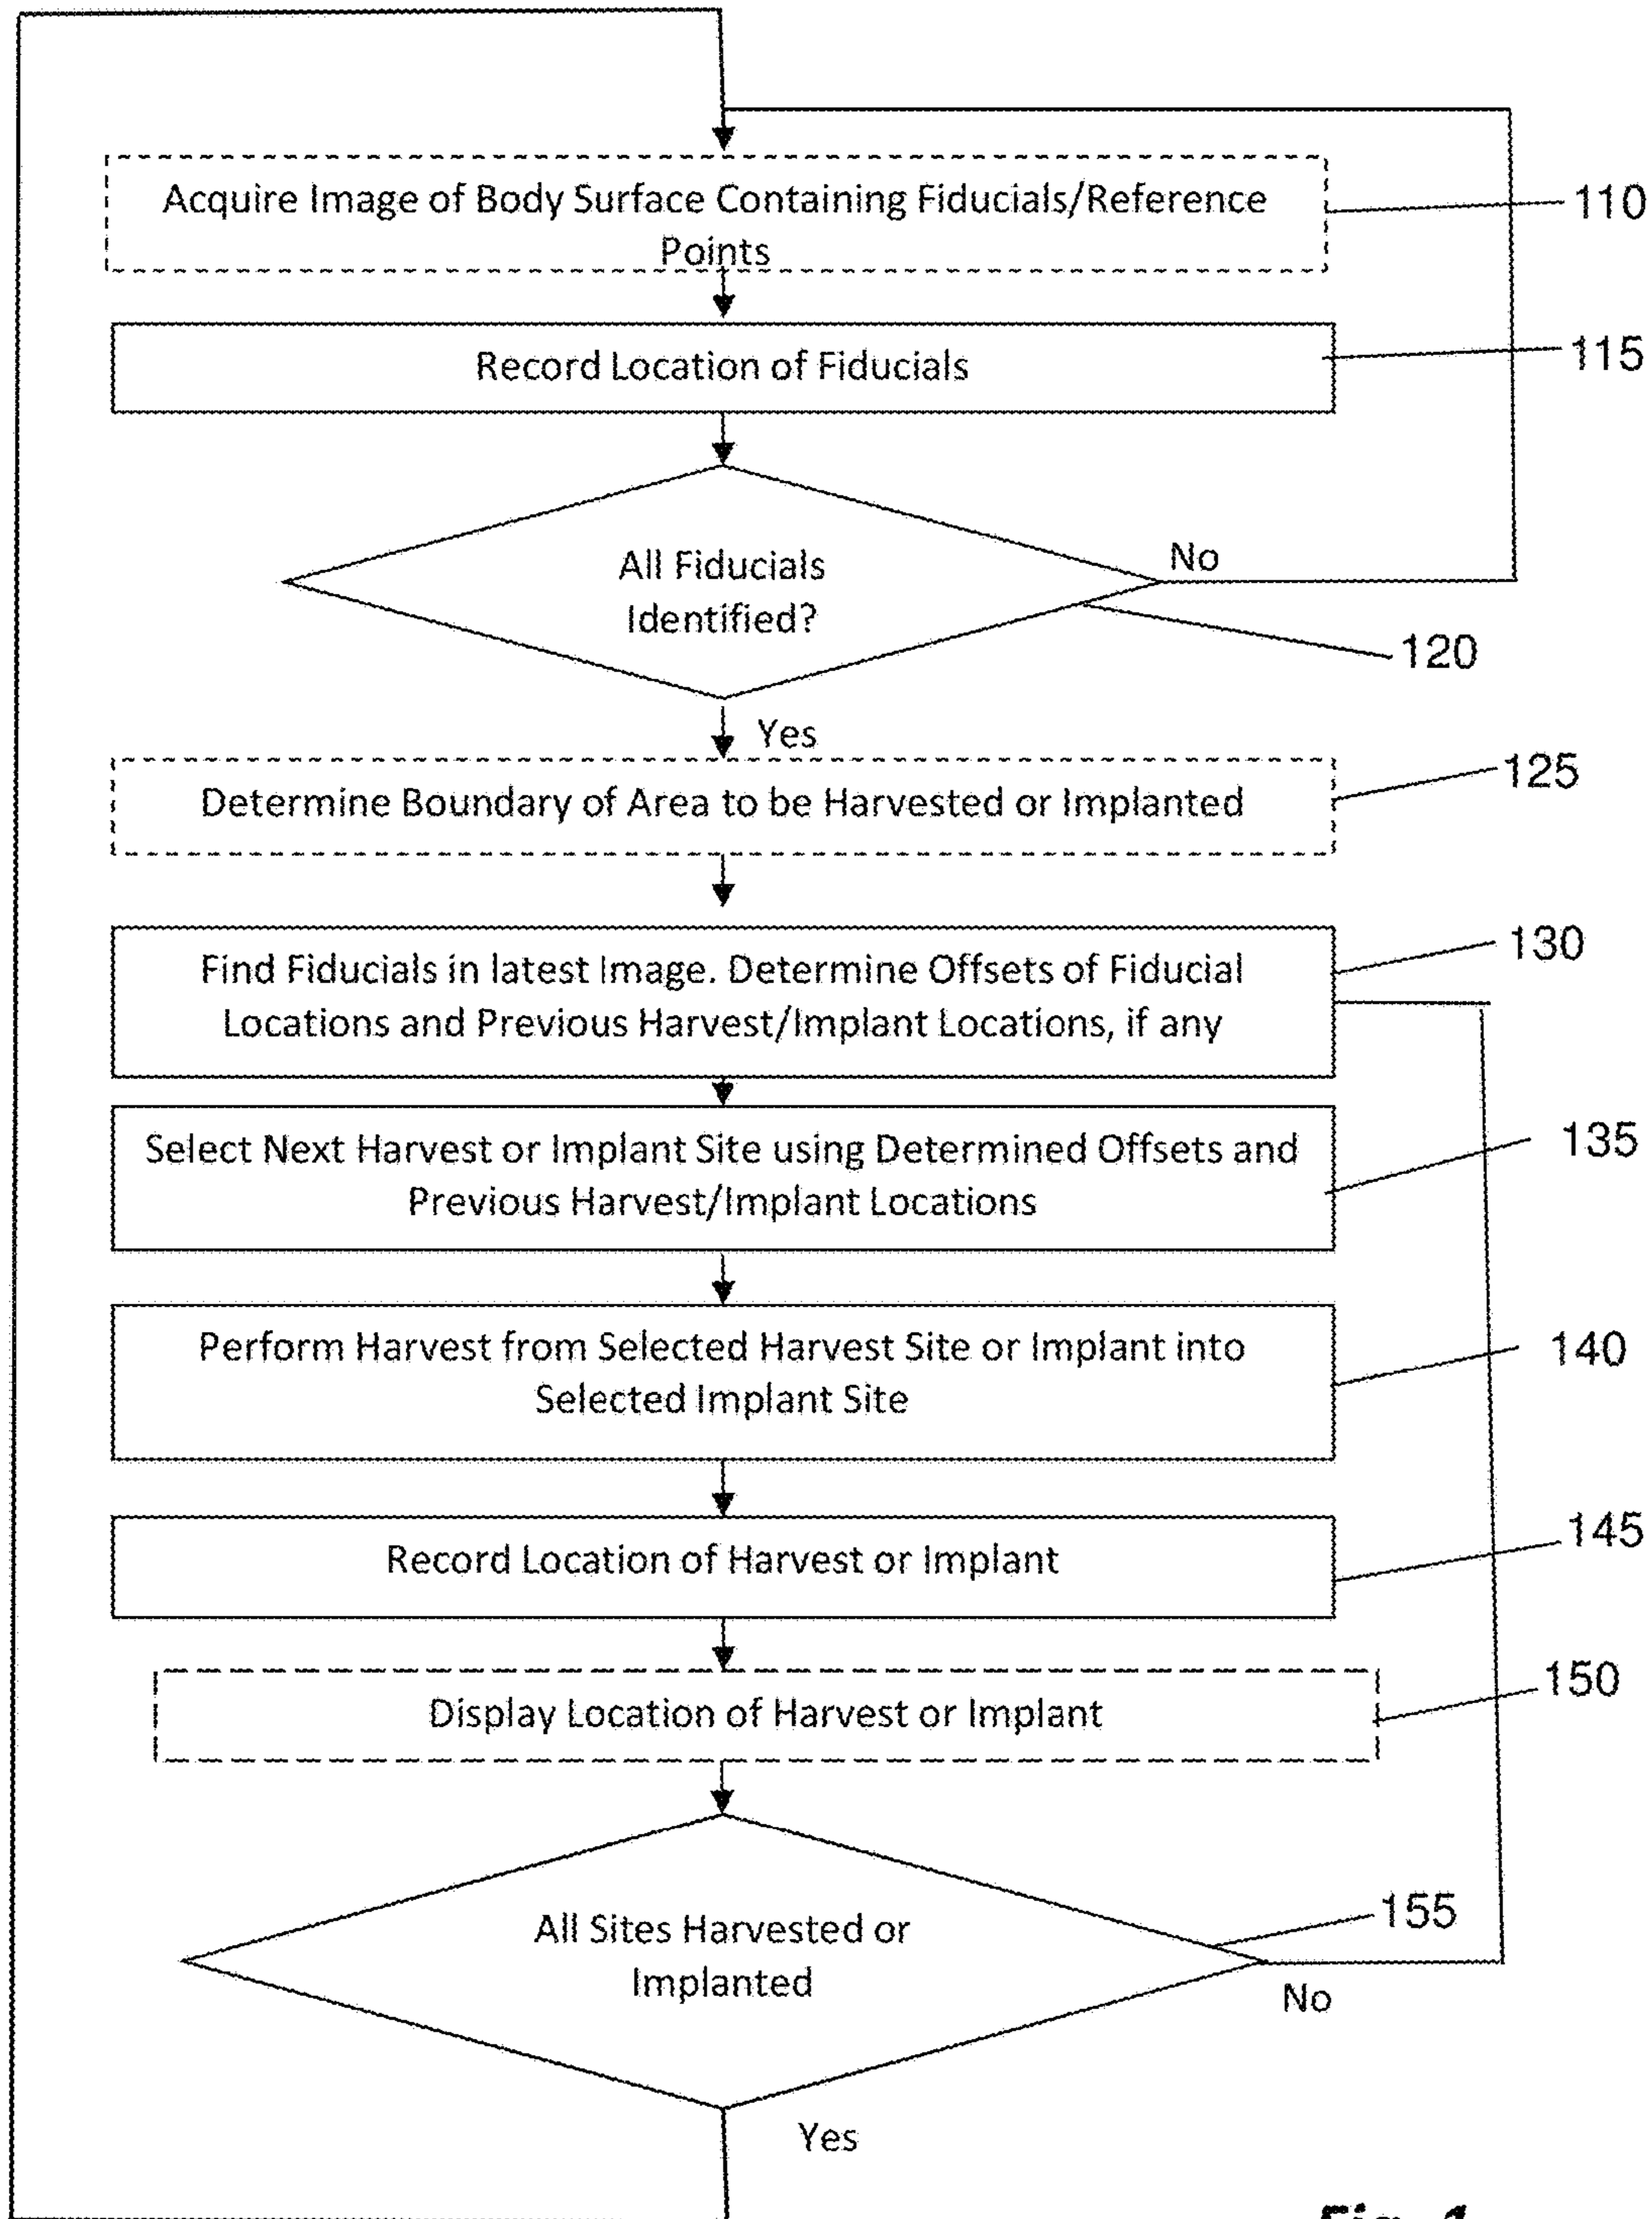 Acquire Image of Body Surface Containing Fiducials/Reference
Points
110
Record Location of Fiducials
115
All Fiducials
Identified?
No
120
Yes
Determine Boundary of Area to be Harvested or Implanted
125
Find Fiducials in latest Image. Determine Offsets of Fiducial
Locations and Previous Harvest/Implant Locations, if any
130
Select Next Harvest or Implant Site using Determined Offsets and
Previous Harvest/Implant Locations
135
Perform Harvest from Selected Harvest Site or Implant into
Selected Implant Site
140
Record Location of Harvest or Implant
145
Display Location of Harvest or Implant
150
All Sites Harvested or
Implanted
155
No
Yes
Fig. 1